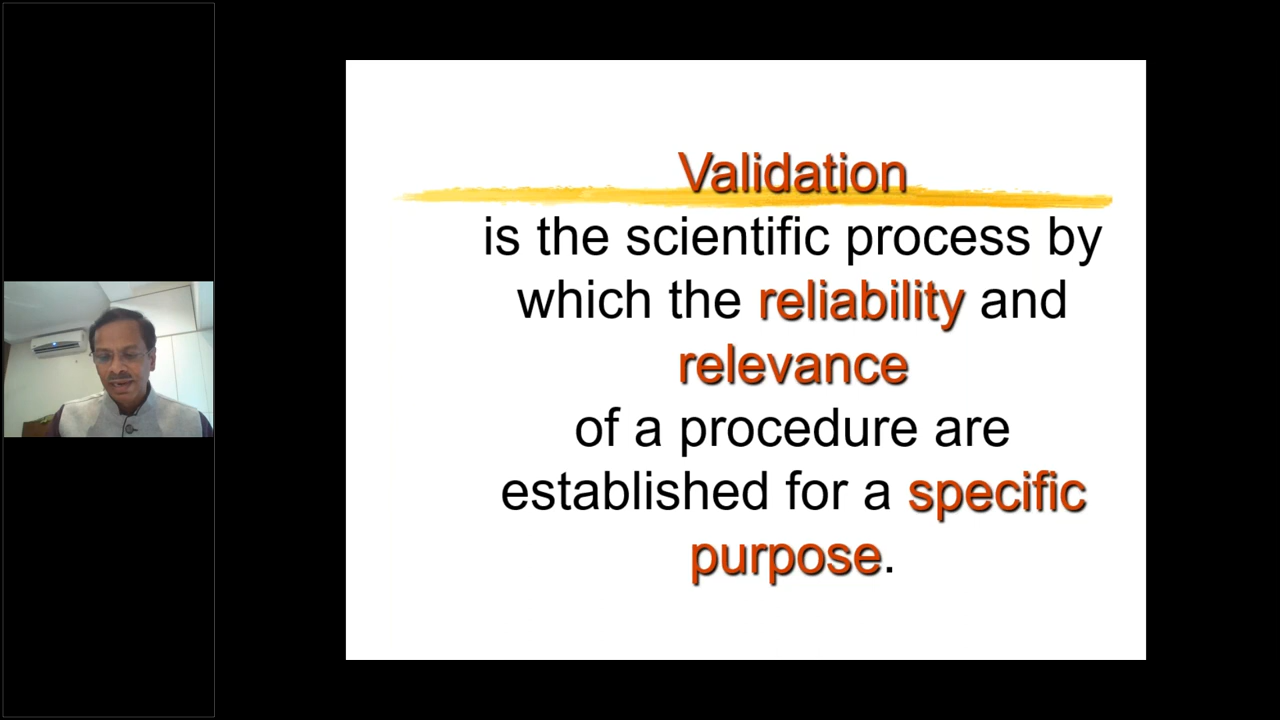 Validation
is the scientific process by
which the reliability and
relevance
of a procedure are
established for a specific
purpose.